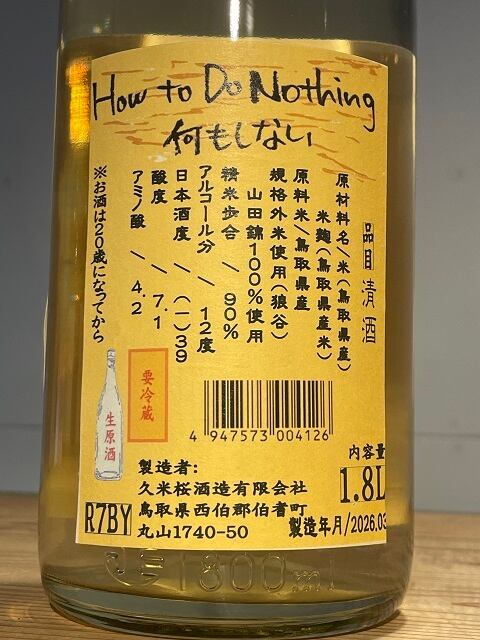 How to Do Nothing
何もしない
品目 清酒
原材料名/米(鳥取県産)
米麹(鳥取県産米)
原料米/鳥取県産
規格外米使用(狼谷)
山田錦100%使用
精米歩合/90%
アルコール分/12度
日本酒度/(一)39
酸度/7.1
アミノ酸/4.2
※お酒は20歳になってから
要冷蔵
生原酒
4 947573 004126
内容量
1.8L
製造者:
久米桜酒造有限会社
鳥取県西伯郡伯耆町
丸山1740-50
製造年月/2026.03
R7BY
1800ml